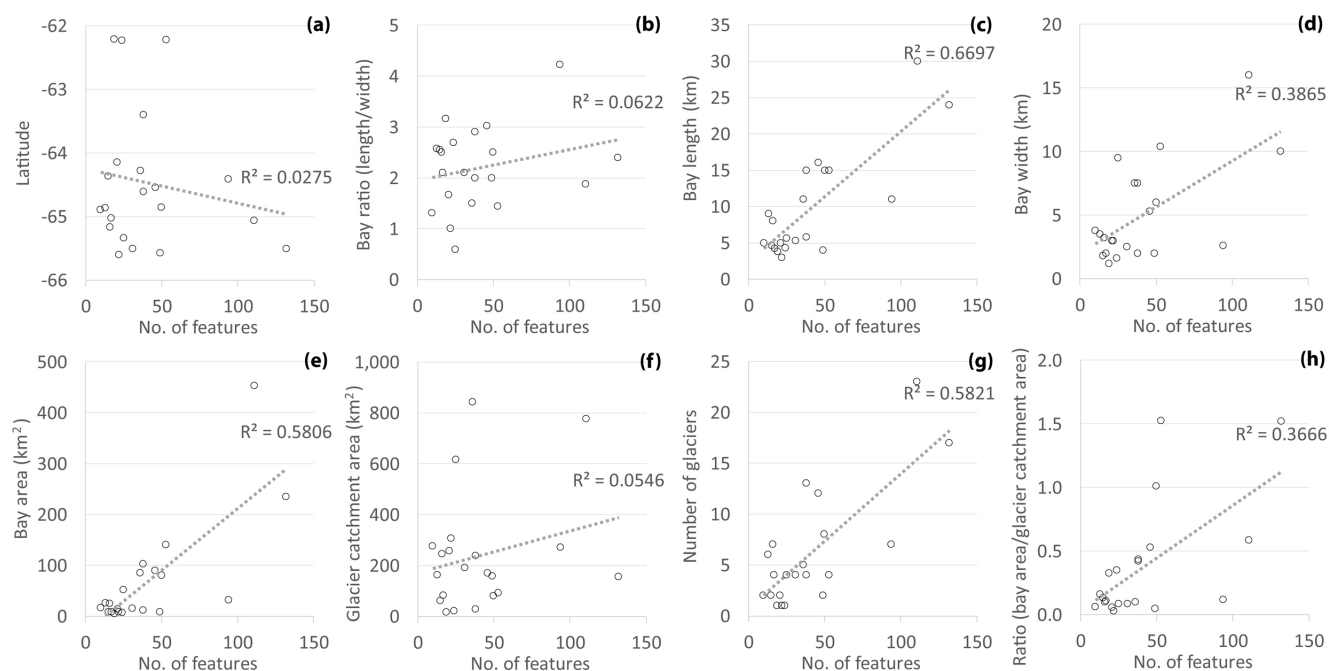 (a)
-62
-63
-64
-65
-66
Latitude
R² = 0.0275
0 50 100 150
No. of features
(b)
5
4
3
2
1
0
Bay ratio (length/width)
R² = 0.0622
0 50 100 150
No. of features
(c)
35
30
25
20
15
10
5
0
Bay length (km)
R² = 0.6697
0 50 100 150
No. of features
(d)
20
15
10
5
0
Bay width (km)
R² = 0.3865
0 50 100 150
No. of features
(e)
500
400
300
200
100
0
Bay area (km²)
R² = 0.5806
0 50 100 150
No. of features
(f)
1,000
800
600
400
200
0
Glacier catchment area (km²)
R² = 0.0546
0 50 100 150
No. of features
(g)
25
20
15
10
5
0
Number of glaciers
R² = 0.5821
0 50 100 150
No. of features
(h)
2.0
1.5
1.0
0.5
0.0
Ratio (bay area/glacier catchment area)
R² = 0.3666
0 50 100 150
No. of features